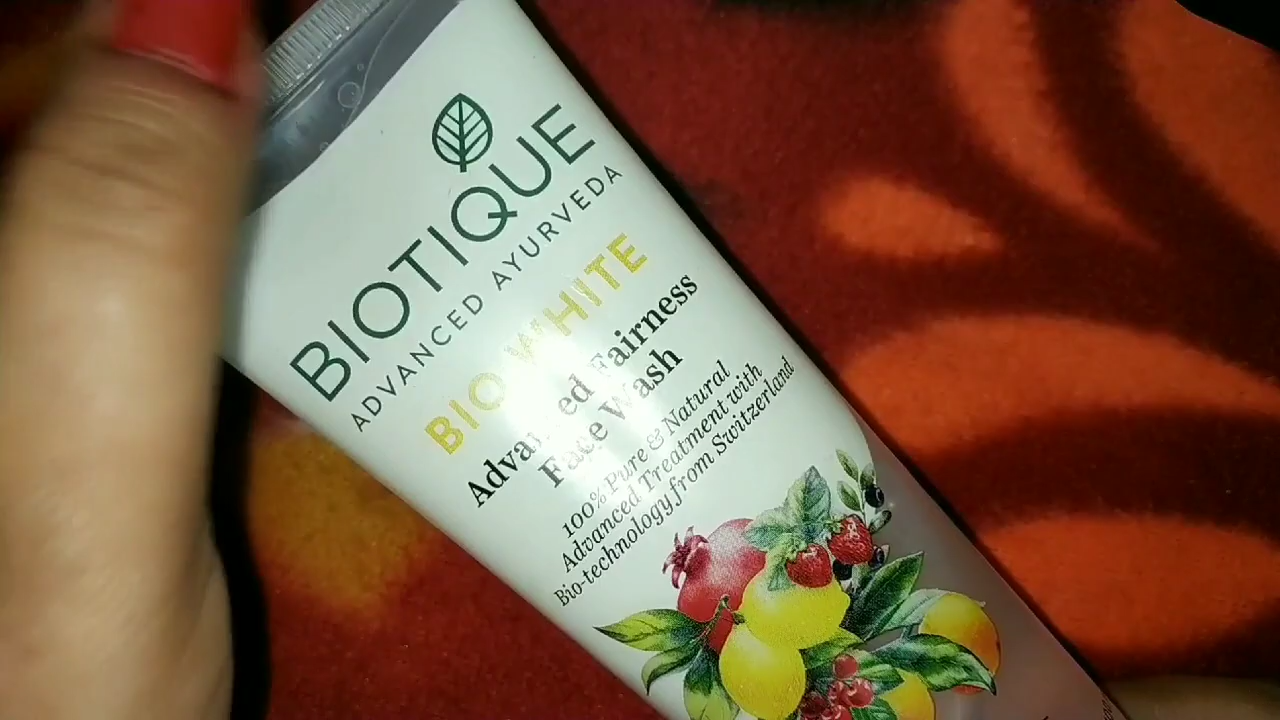 BIOTIQUE
ADVANCED AYURVEDA
BIO WHITE
Advanced Fairness
Face Wash
100% Pure & Natural
Advanced Treatment with
Bio-technology from Switzerland